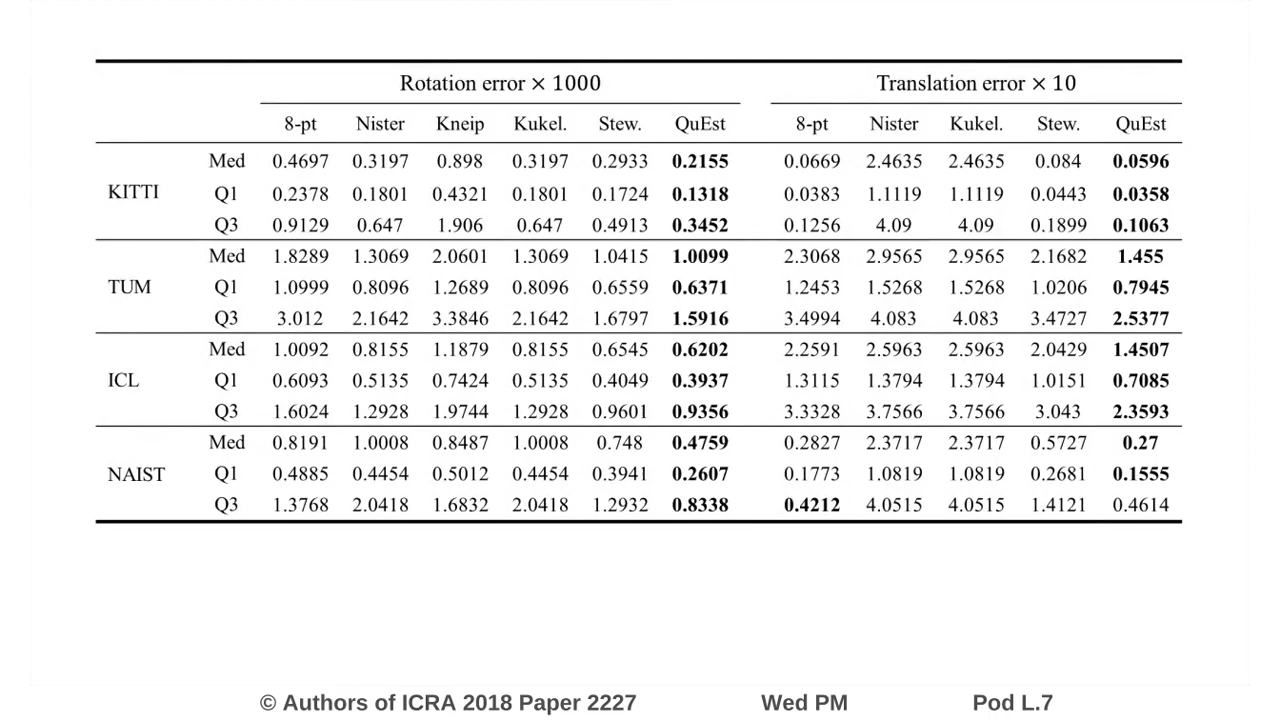 Rotation error × 1000 Translation error × 10
8-pt Nister Kneip Kukel. Stew. QuEst 8-pt Nister Kukel. Stew. QuEst
Med 0.4697 0.3197 0.898 0.3197 0.2933 0.2155 0.0669 2.4635 2.4635 0.084 0.0596
KITTI Q1 0.2378 0.1801 0.4321 0.1801 0.1724 0.1318 0.0383 1.1119 1.1119 0.0443 0.0358
Q3 0.9129 0.647 1.906 0.647 0.4913 0.3452 0.1256 4.09 4.09 0.1899 0.1063
Med 1.8289 1.3069 2.0601 1.3069 1.0415 1.0099 2.3068 2.9565 2.9565 2.1682 1.455
TUM Q1 1.0999 0.8096 1.2689 0.8096 0.6559 0.6371 1.2453 1.5268 1.5268 1.0206 0.7945
Q3 3.012 2.1642 3.3846 2.1642 1.6797 1.5916 3.4994 4.083 4.083 3.4727 2.5377
Med 1.0092 0.8155 1.1879 0.8155 0.6545 0.6202 2.2591 2.5963 2.5963 2.0429 1.4507
ICL Q1 0.6093 0.5135 0.7424 0.5135 0.4049 0.3937 1.3115 1.3794 1.3794 1.0151 0.7085
Q3 1.6024 1.2928 1.9744 1.2928 0.9601 0.9356 3.3328 3.7566 3.7566 3.043 2.3593
Med 0.8191 1.0008 0.8487 1.0008 0.748 0.4759 0.2827 2.3717 2.3717 0.5727 0.27
NAIST Q1 0.4885 0.4454 0.5012 0.4454 0.3941 0.2607 0.1773 1.0819 1.0819 0.2681 0.1555
Q3 1.3768 2.0418 1.6832 2.0418 1.2932 0.8338 0.4212 4.0515 4.0515 1.4121 0.4614
© Authors of ICRA 2018 Paper 2227 Wed PM Pod L.7